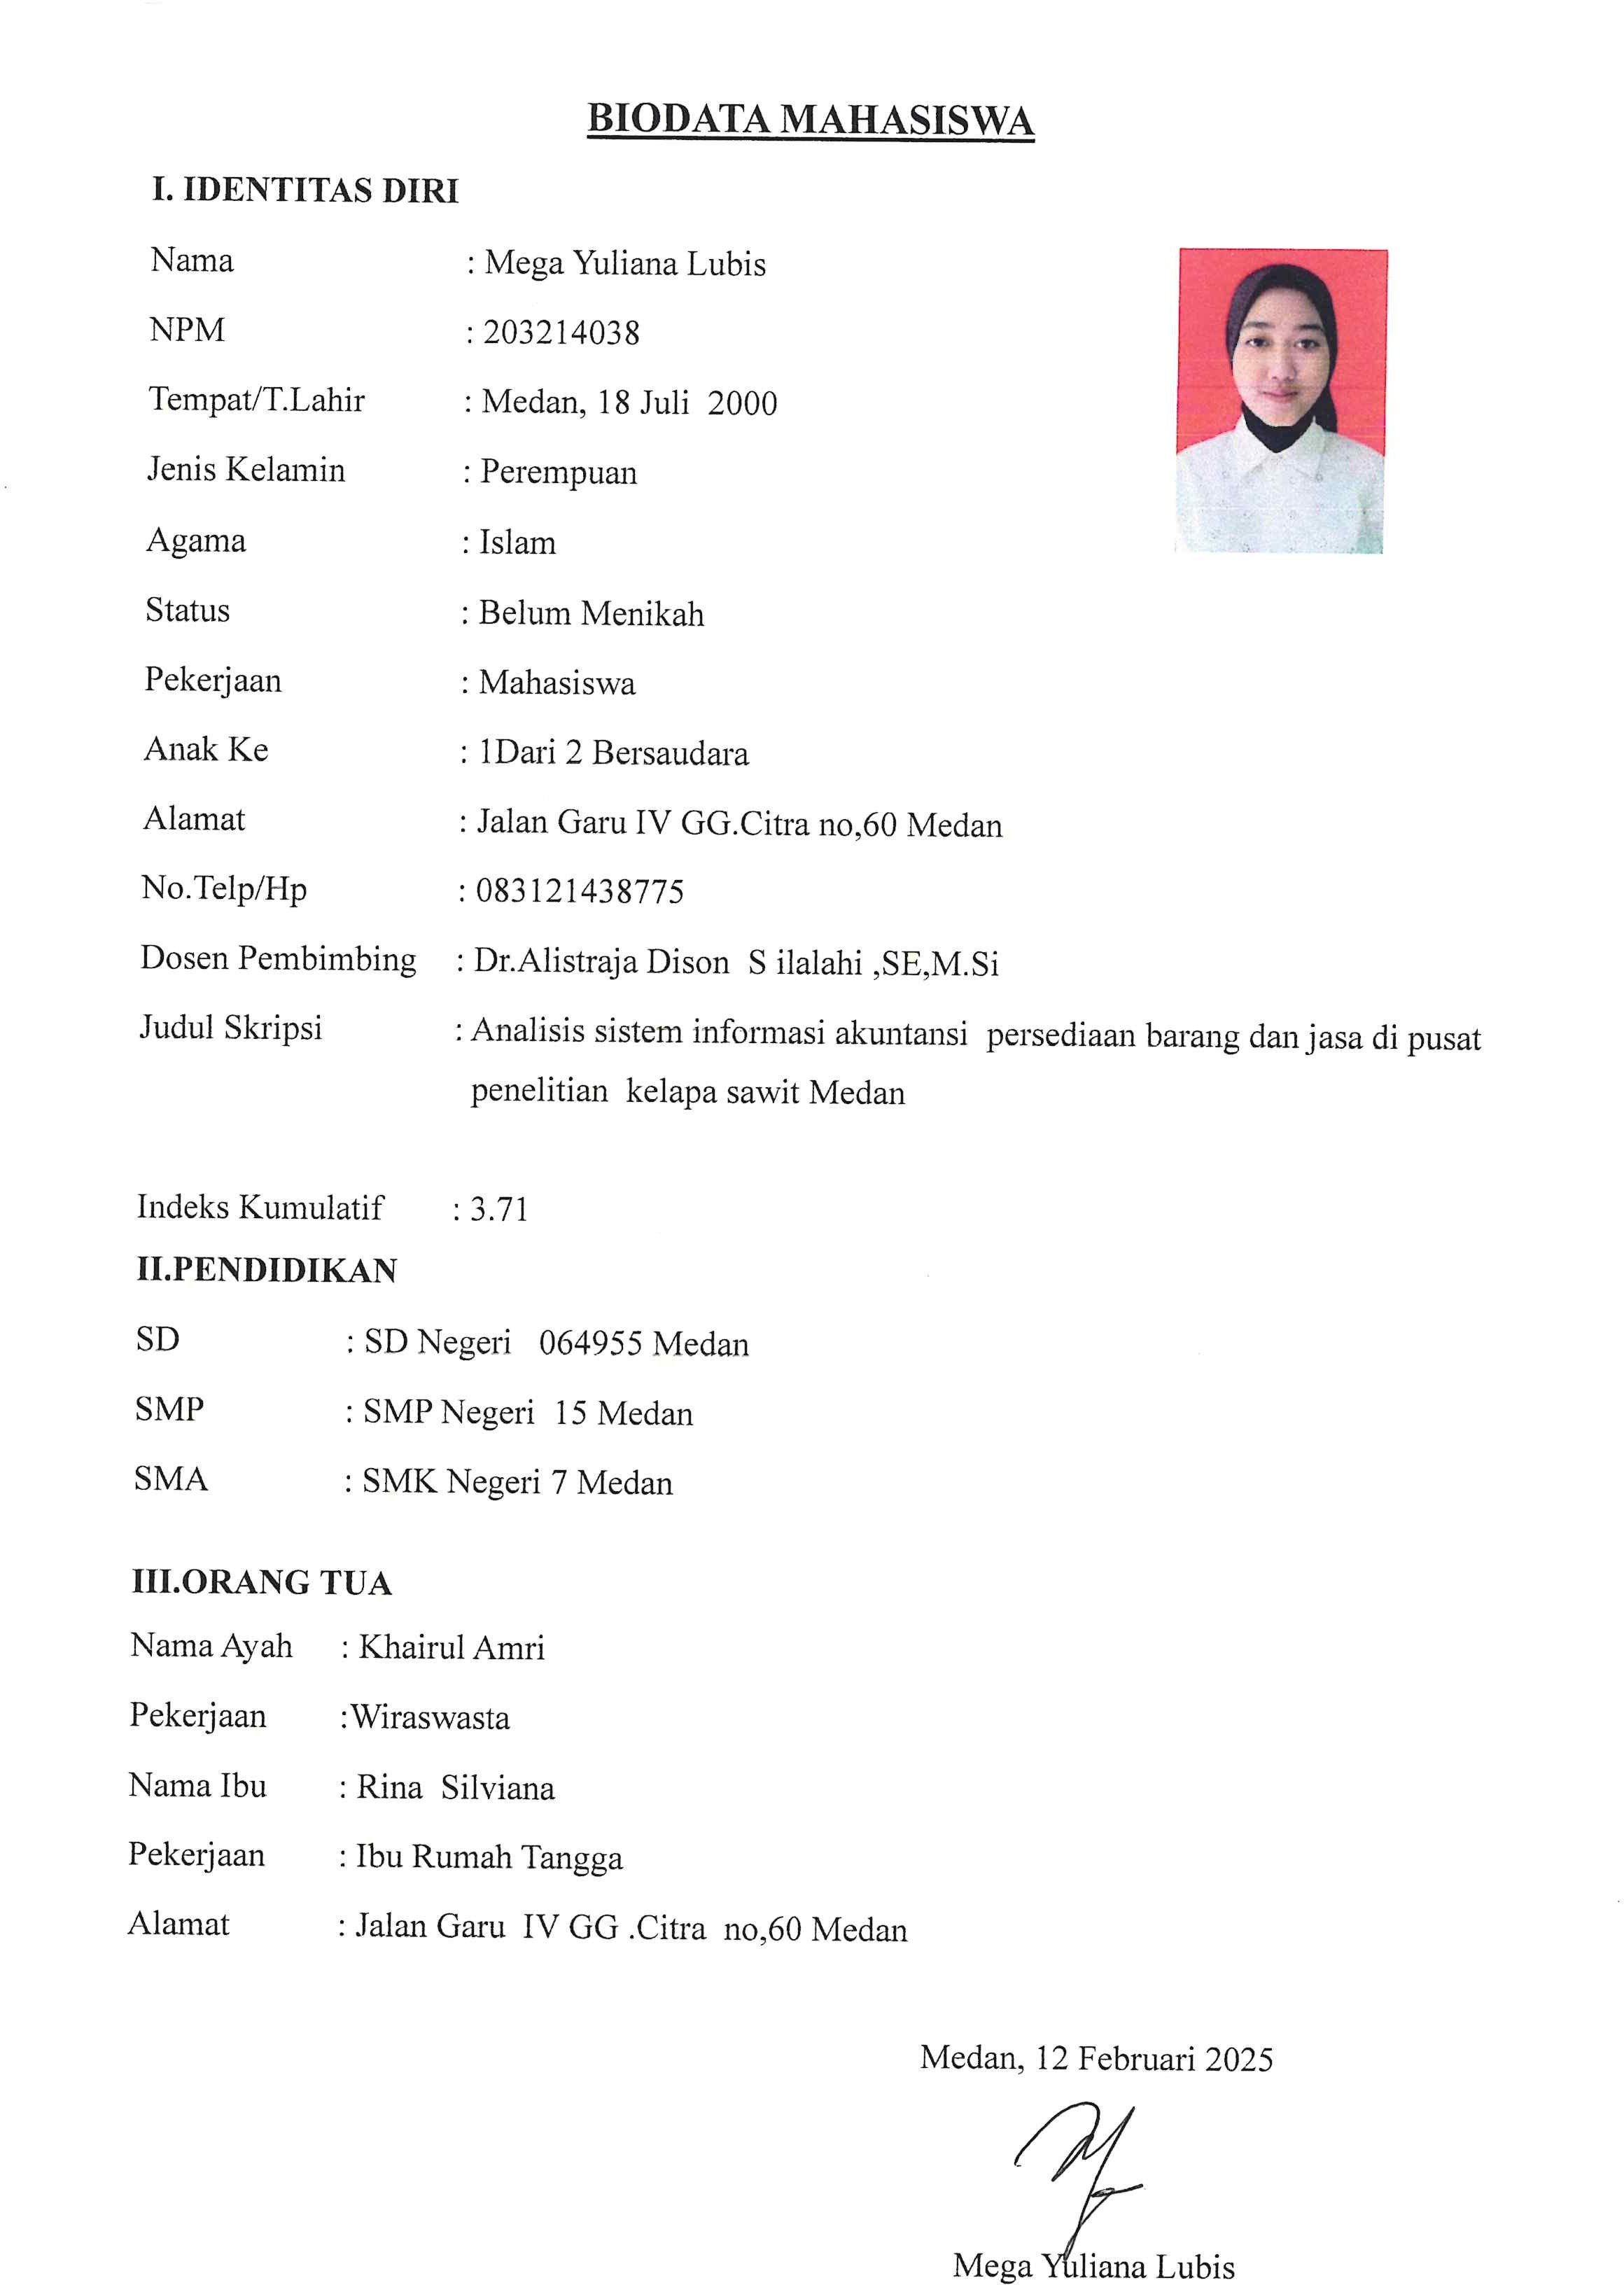 BIODATA MAHASISWA
I. IDENTITAS DIRI
Nama : Mega Yuliana Lubis
NPM : 203214038
Tempat/T.Lahir : Medan, 18 Juli 2000
Jenis Kelamin : Perempuan
Agama : Islam
Status : Belum Menikah
Pekerjaan : Mahasiswa
Anak Ke : 1Dari 2 Bersaudara
Alamat : Jalan Garu IV GG.Citra no,60 Medan
No.Telp/Hp : 083121438775
Dosen Pembimbing : Dr.Alistraja Dison S ilalahi ,SE,M.Si
Judul Skripsi : Analisis sistem informasi akuntansi persediaan barang dan jasa di pusat
penelitian kelapa sawit Medan
Indeks Kumulatif : 3.71
II.PENDIDIKAN
SD : SD Negeri 064955 Medan
SMP : SMP Negeri 15 Medan
SMA : SMK Negeri 7 Medan
III.ORANG TUA
Nama Ayah : Khairul Amri
Pekerjaan :Wiraswasta
Nama Ibu : Rina Silviana
Pekerjaan : Ibu Rumah Tangga
Alamat : Jalan Garu IV GG .Citra no,60 Medan
Medan, 12 Februari 2025
Mega Yuliana Lubis